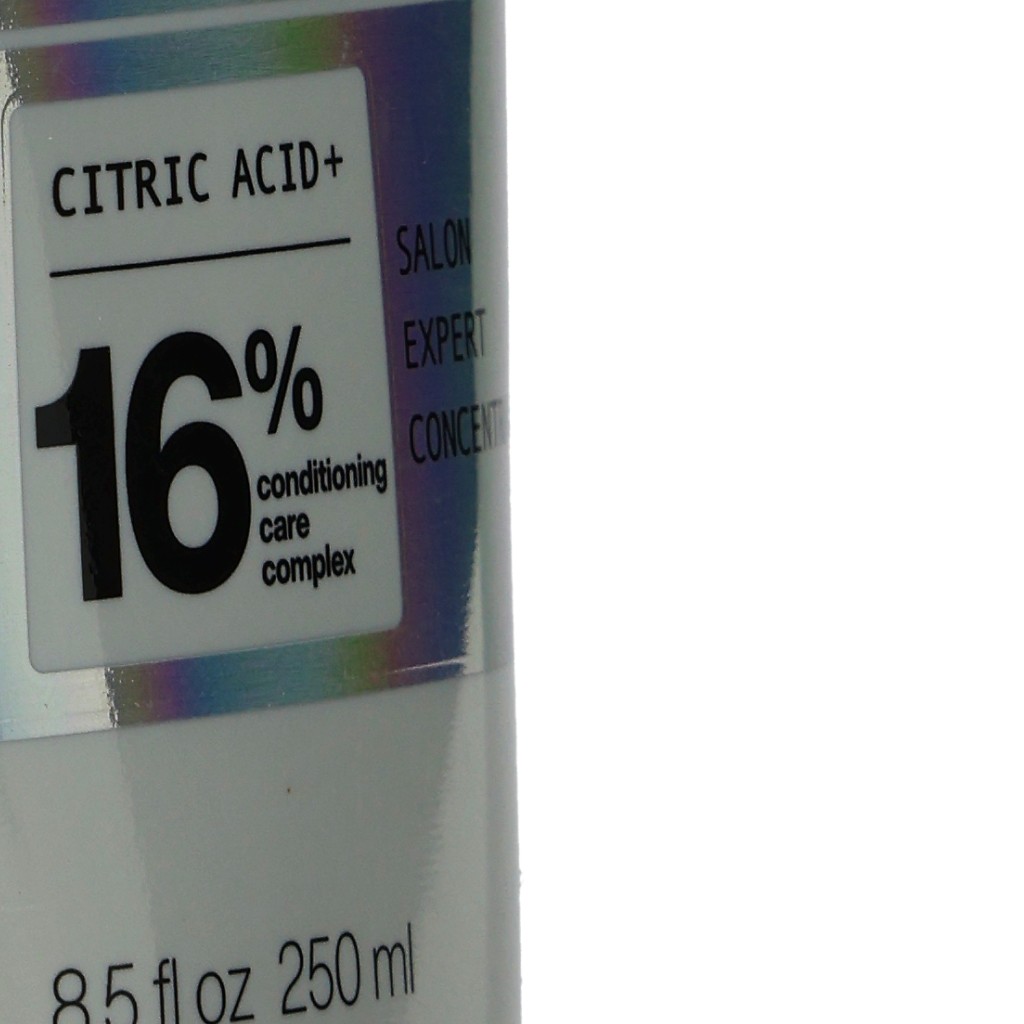 CITRIC ACID+
16%
conditioning
care
complex
SALON
EXPERT
8.5 fl oz 250 ml